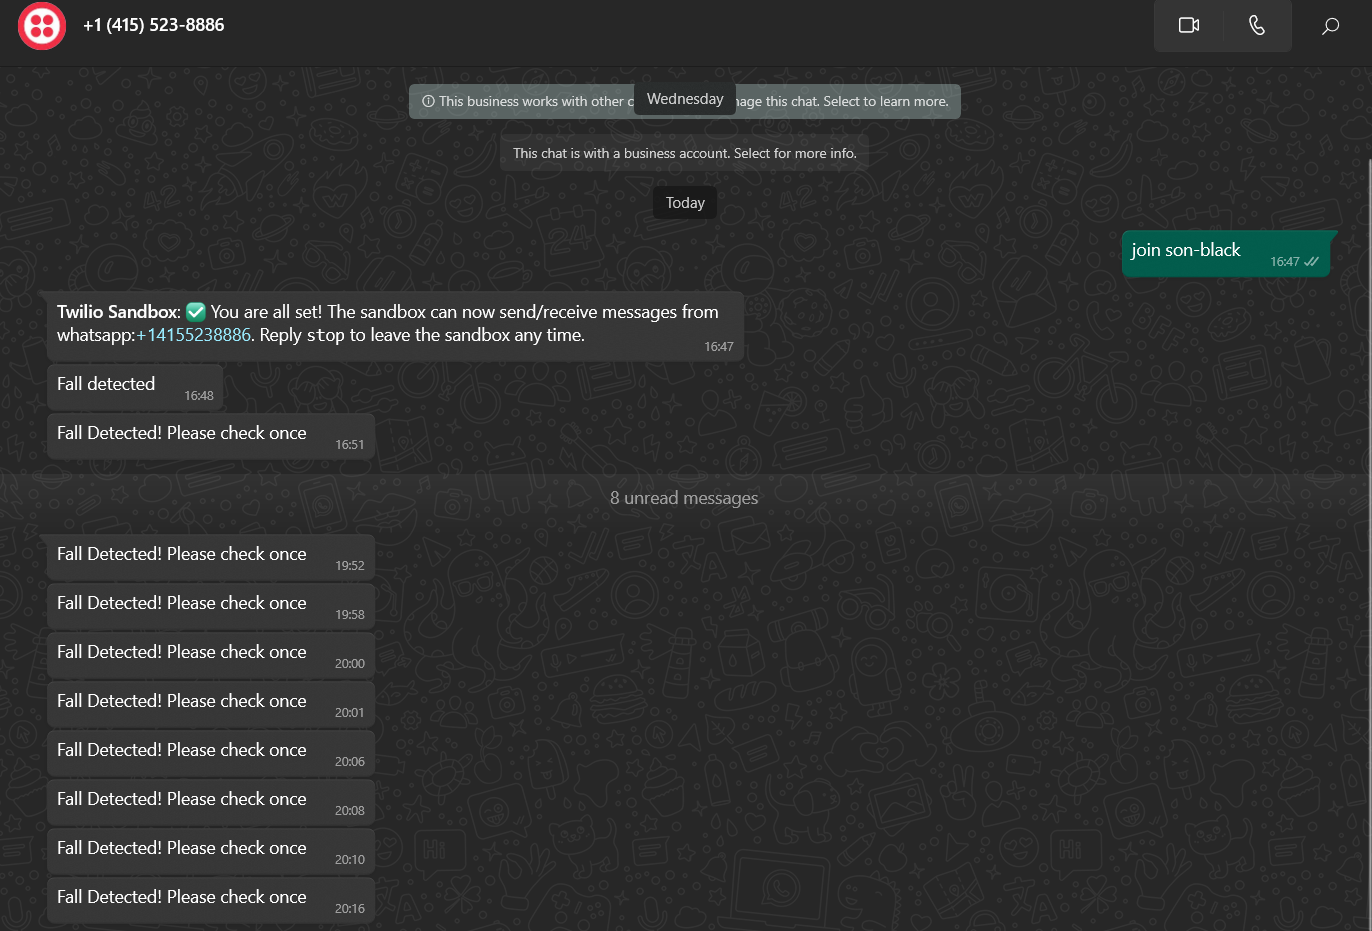 +1 (415) 523-8886
This business works with other c
Wednesday
nage this chat. Select to learn more.
This chat is with a business account. Select for more info.
Today
join son-black
16:47
Twilio Sandbox: ✅ You are all set! The sandbox can now send/receive messages from
whatsapp:+14155238886. Reply stop to leave the sandbox any time.
16:47
Fall detected
16:48
Fall Detected! Please check once
16:51
8 unread messages
Fall Detected! Please check once
19:52
Fall Detected! Please check once
19:58
Fall Detected! Please check once
20:00
Fall Detected! Please check once
20:01
Fall Detected! Please check once
20:06
Fall Detected! Please check once
20:08
Fall Detected! Please check once
20:10
Fall Detected! Please check once
20:16